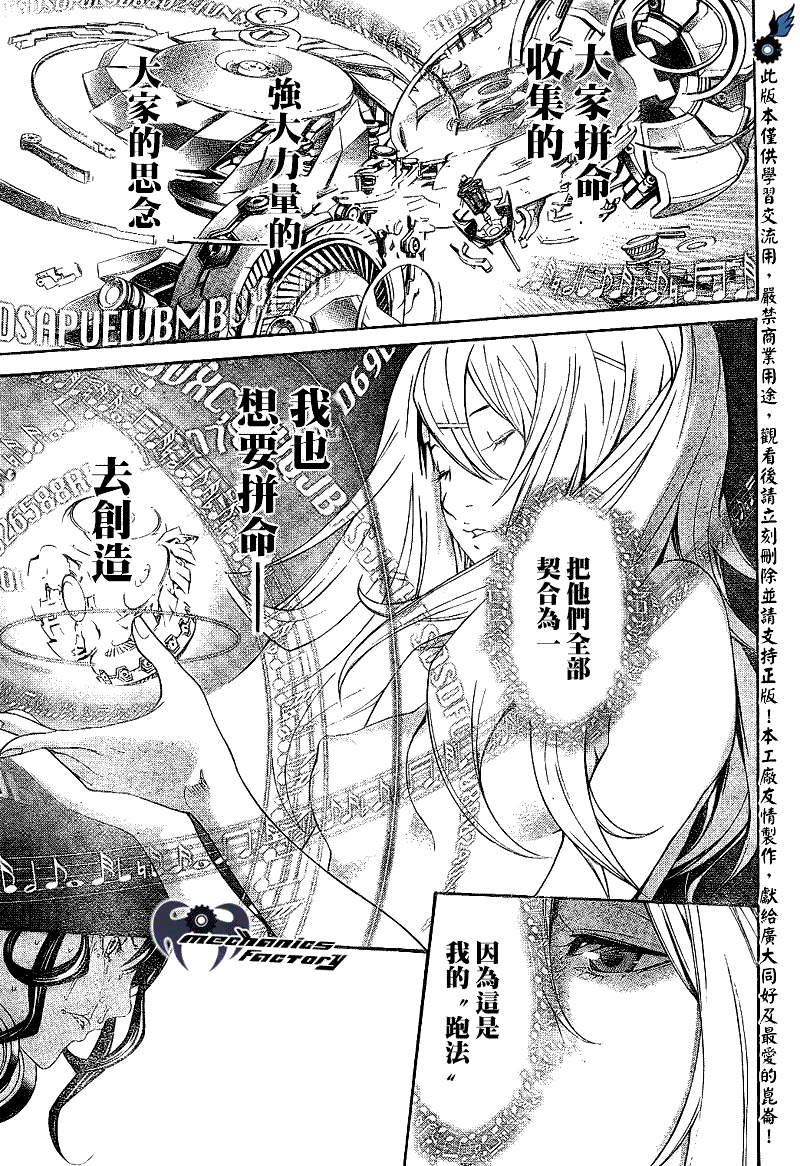 大家拼命
收集的
強大力量的
大家的思念
DSAPUEWBMB
D69
我也
想要拼命——
去創造
26588R
把他們全部
契合為一
因為這是
我的〝跑法〞
mechanics
factory
此版本僅供學習交流用，嚴禁商業用途，觀看後請立刻刪除並請支持正版！本工廠友情製作，獻給廣大同好及最愛的崑崙！